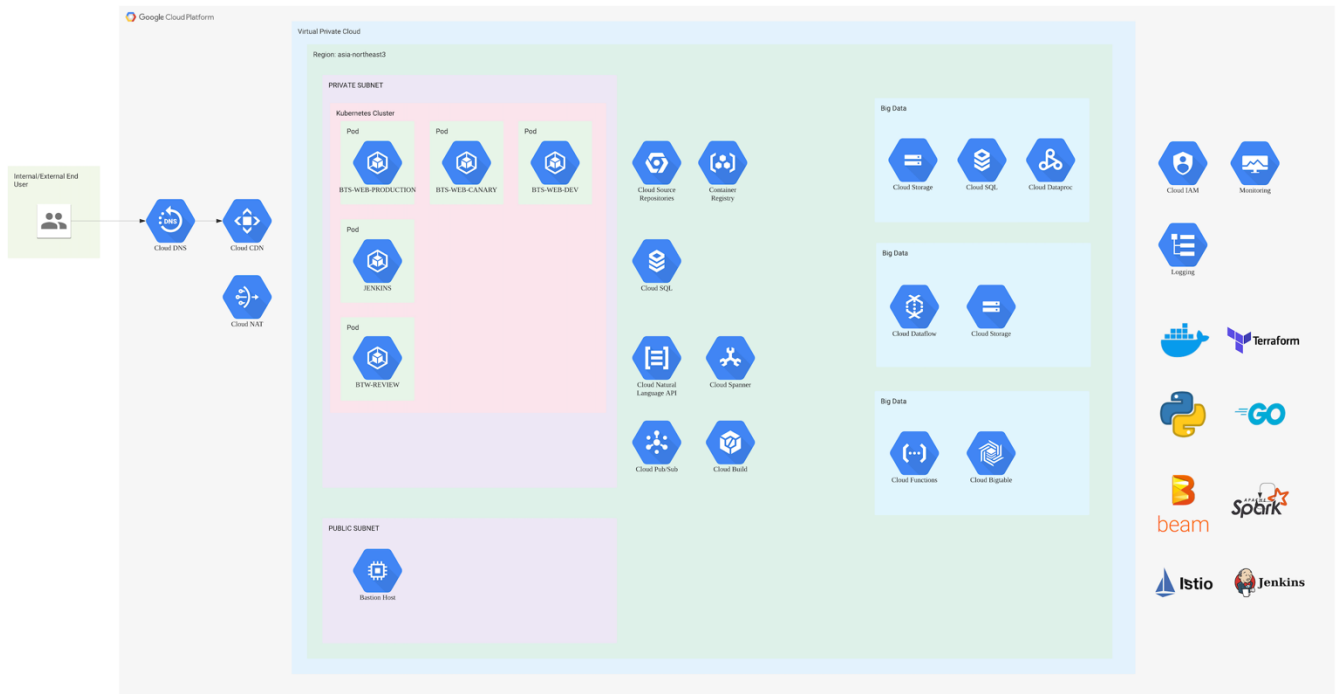 Google Cloud Platform
Virtual Private Cloud
Region: asia-northeast3
PRIVATE SUBNET
Kubernetes Cluster
Pod
BTS-WEB-PRODUCTION
Pod
BTS-WEB-CANARY
Pod
BTS-WEB-DEV
Pod
JENKINS
Pod
BTW-REVIEW
PUBLIC SUBNET
Bastion Host
Internal/External End
User
DNS
Cloud DNS
Cloud CDN
Cloud NAT
Cloud Source
Repositories
Container
Registry
Cloud SQL
Cloud Natural
Language API
Cloud Spanner
Cloud Pub/Sub
Cloud Build
Big Data
Cloud Storage
Cloud SQL
Cloud Dataproc
Big Data
Cloud Dataflow
Cloud Storage
Big Data
Cloud Functions
Cloud Bigtable
Cloud IAM
Monitoring
Logging
Terraform
GO
beam
APACHE
Spark
Istio
Jenkins